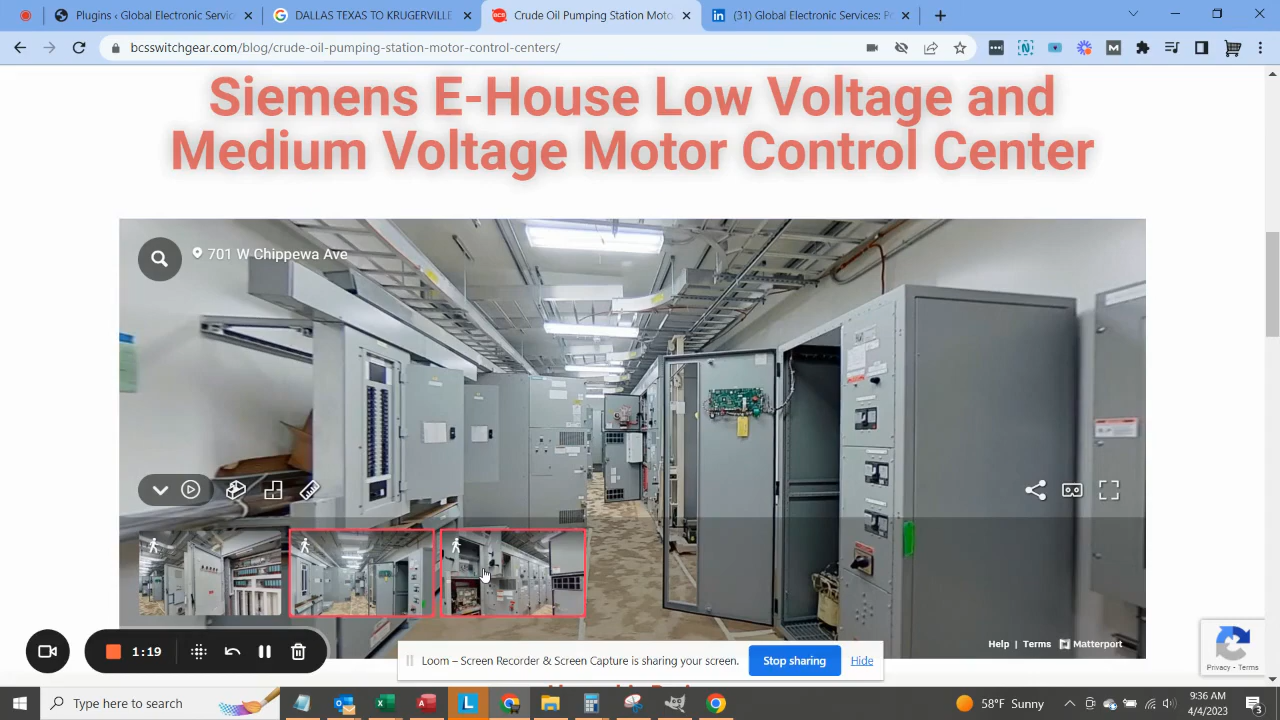 Plugins ‹ Global Electronic Servi
DALLAS TEXAS TO KRUGERVILLE
Crude Oil Pumping Station Moto
(31) Global Electronic Services: P
bcsswitchgear.com/blog/crude-oil-pumping-station-motor-control-centers/
Siemens E-House Low Voltage and
Medium Voltage Motor Control Center
701 W Chippewa Ave
Help | Terms
Matterport
1:19
Loom – Screen Recorder & Screen Capture is sharing your screen.
Stop sharing
Hide
Privacy - Terms
Type here to search
58°F Sunny
9:36 AM
4/4/2023
3